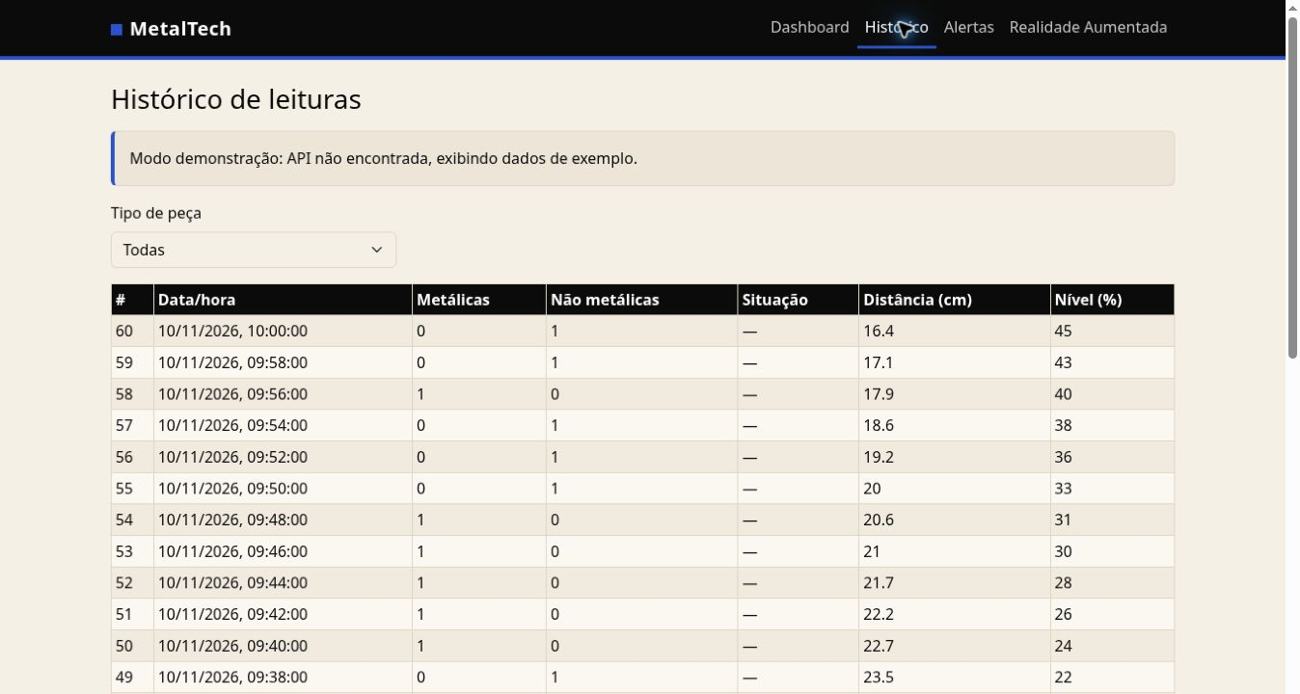 MetalTech
Dashboard Histórico Alertas Realidade Aumentada
Histórico de leituras
Modo demonstração: API não encontrada, exibindo dados de exemplo.
Tipo de peça
Todas
# Data/hora Metálicas Não metálicas Situação Distância (cm) Nível (%)
60 10/11/2026, 10:00:00 0 1 — 16.4 45
59 10/11/2026, 09:58:00 0 1 — 17.1 43
58 10/11/2026, 09:56:00 1 0 — 17.9 40
57 10/11/2026, 09:54:00 0 1 — 18.6 38
56 10/11/2026, 09:52:00 0 1 — 19.2 36
55 10/11/2026, 09:50:00 0 1 — 20 33
54 10/11/2026, 09:48:00 1 0 — 20.6 31
53 10/11/2026, 09:46:00 1 0 — 21 30
52 10/11/2026, 09:44:00 1 0 — 21.7 28
51 10/11/2026, 09:42:00 1 0 — 22.2 26
50 10/11/2026, 09:40:00 1 0 — 22.7 24
49 10/11/2026, 09:38:00 0 1 — 23.5 22